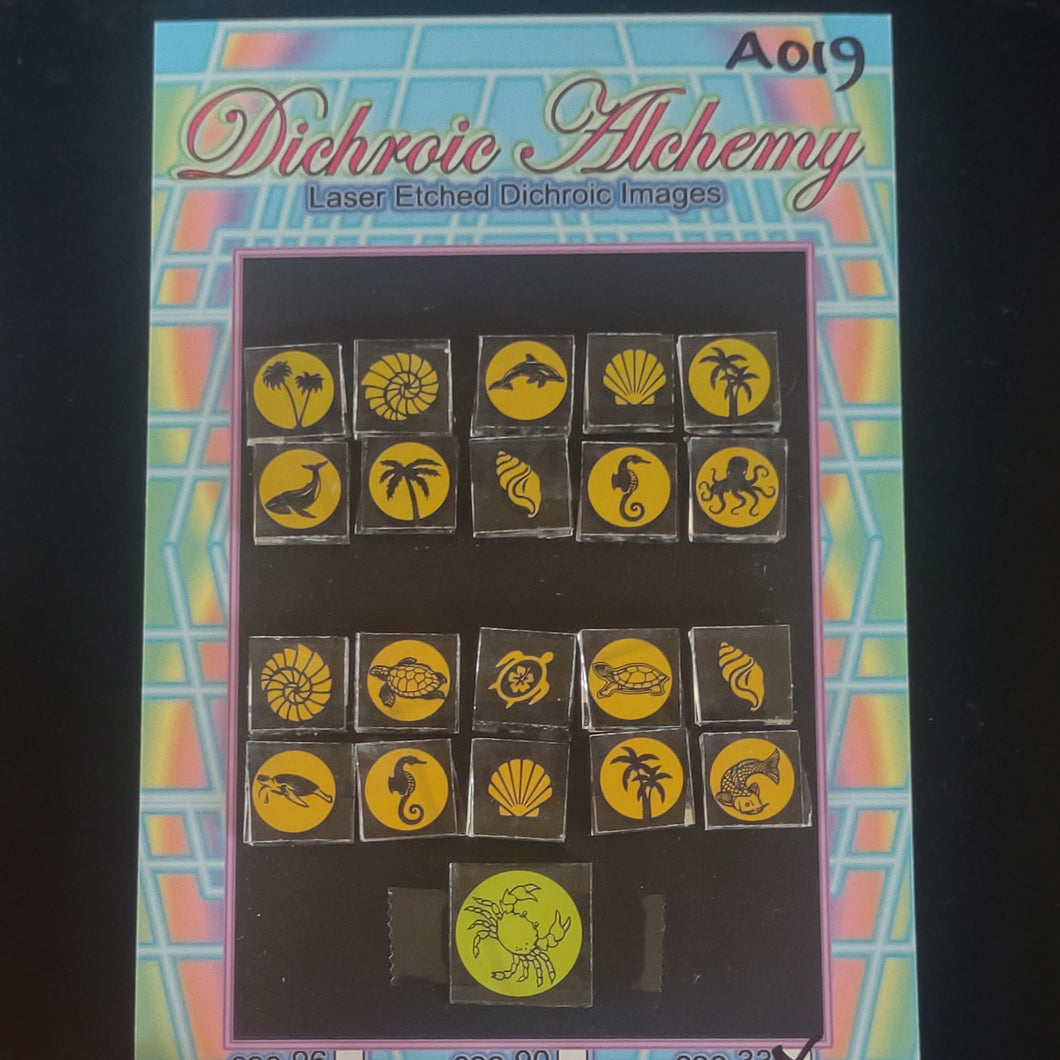 A019
Dichroic Alchemy
Laser Etched Dichroic Images